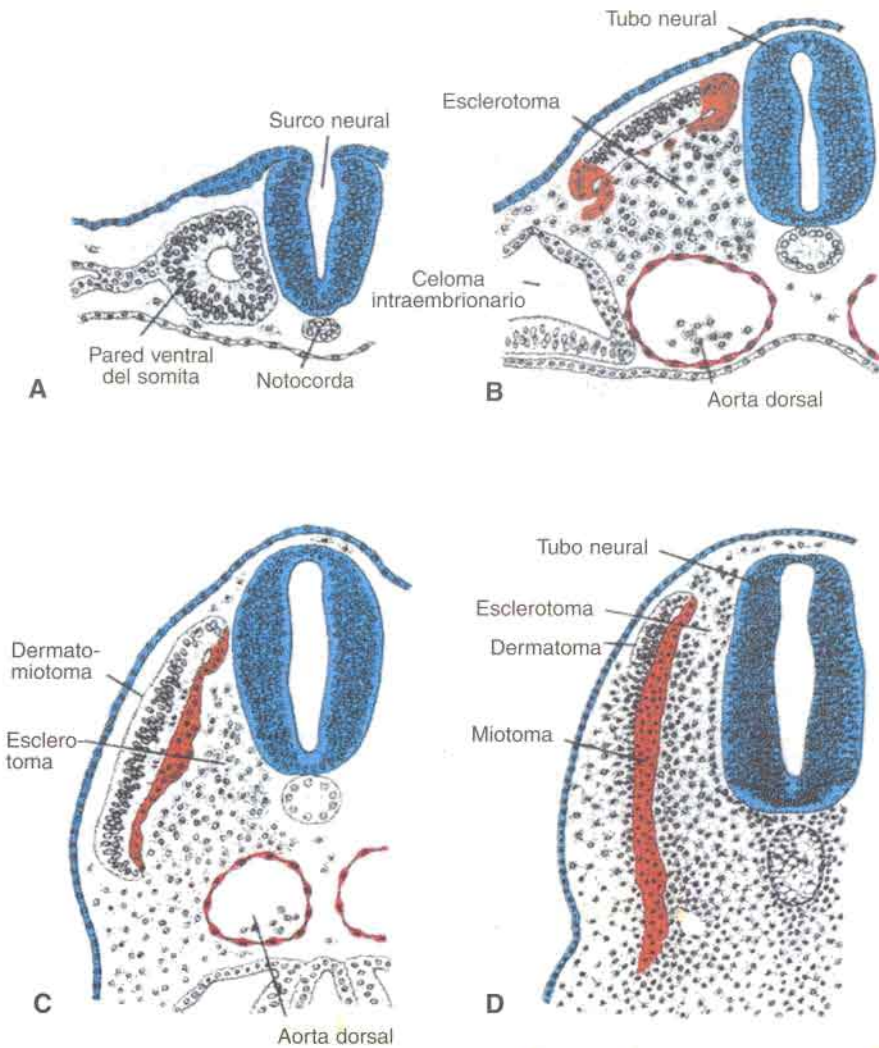 Surco neural
Pared ventral
del somita
Notocorda
A
Tubo neural
Esclerotoma
Celoma
intraembrionario
Aorta dorsal
B
Dermato-
miotoma
Esclero-
toma
Aorta dorsal
C
Tubo neural
Esclerotoma
Dermatoma
Miotoma
D